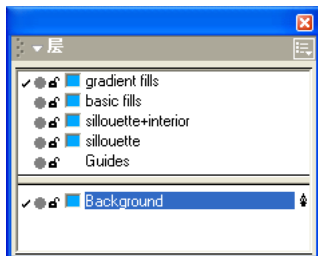 层
gradient fills
basic fills
sillouette+interior
sillouette
Guides
Background